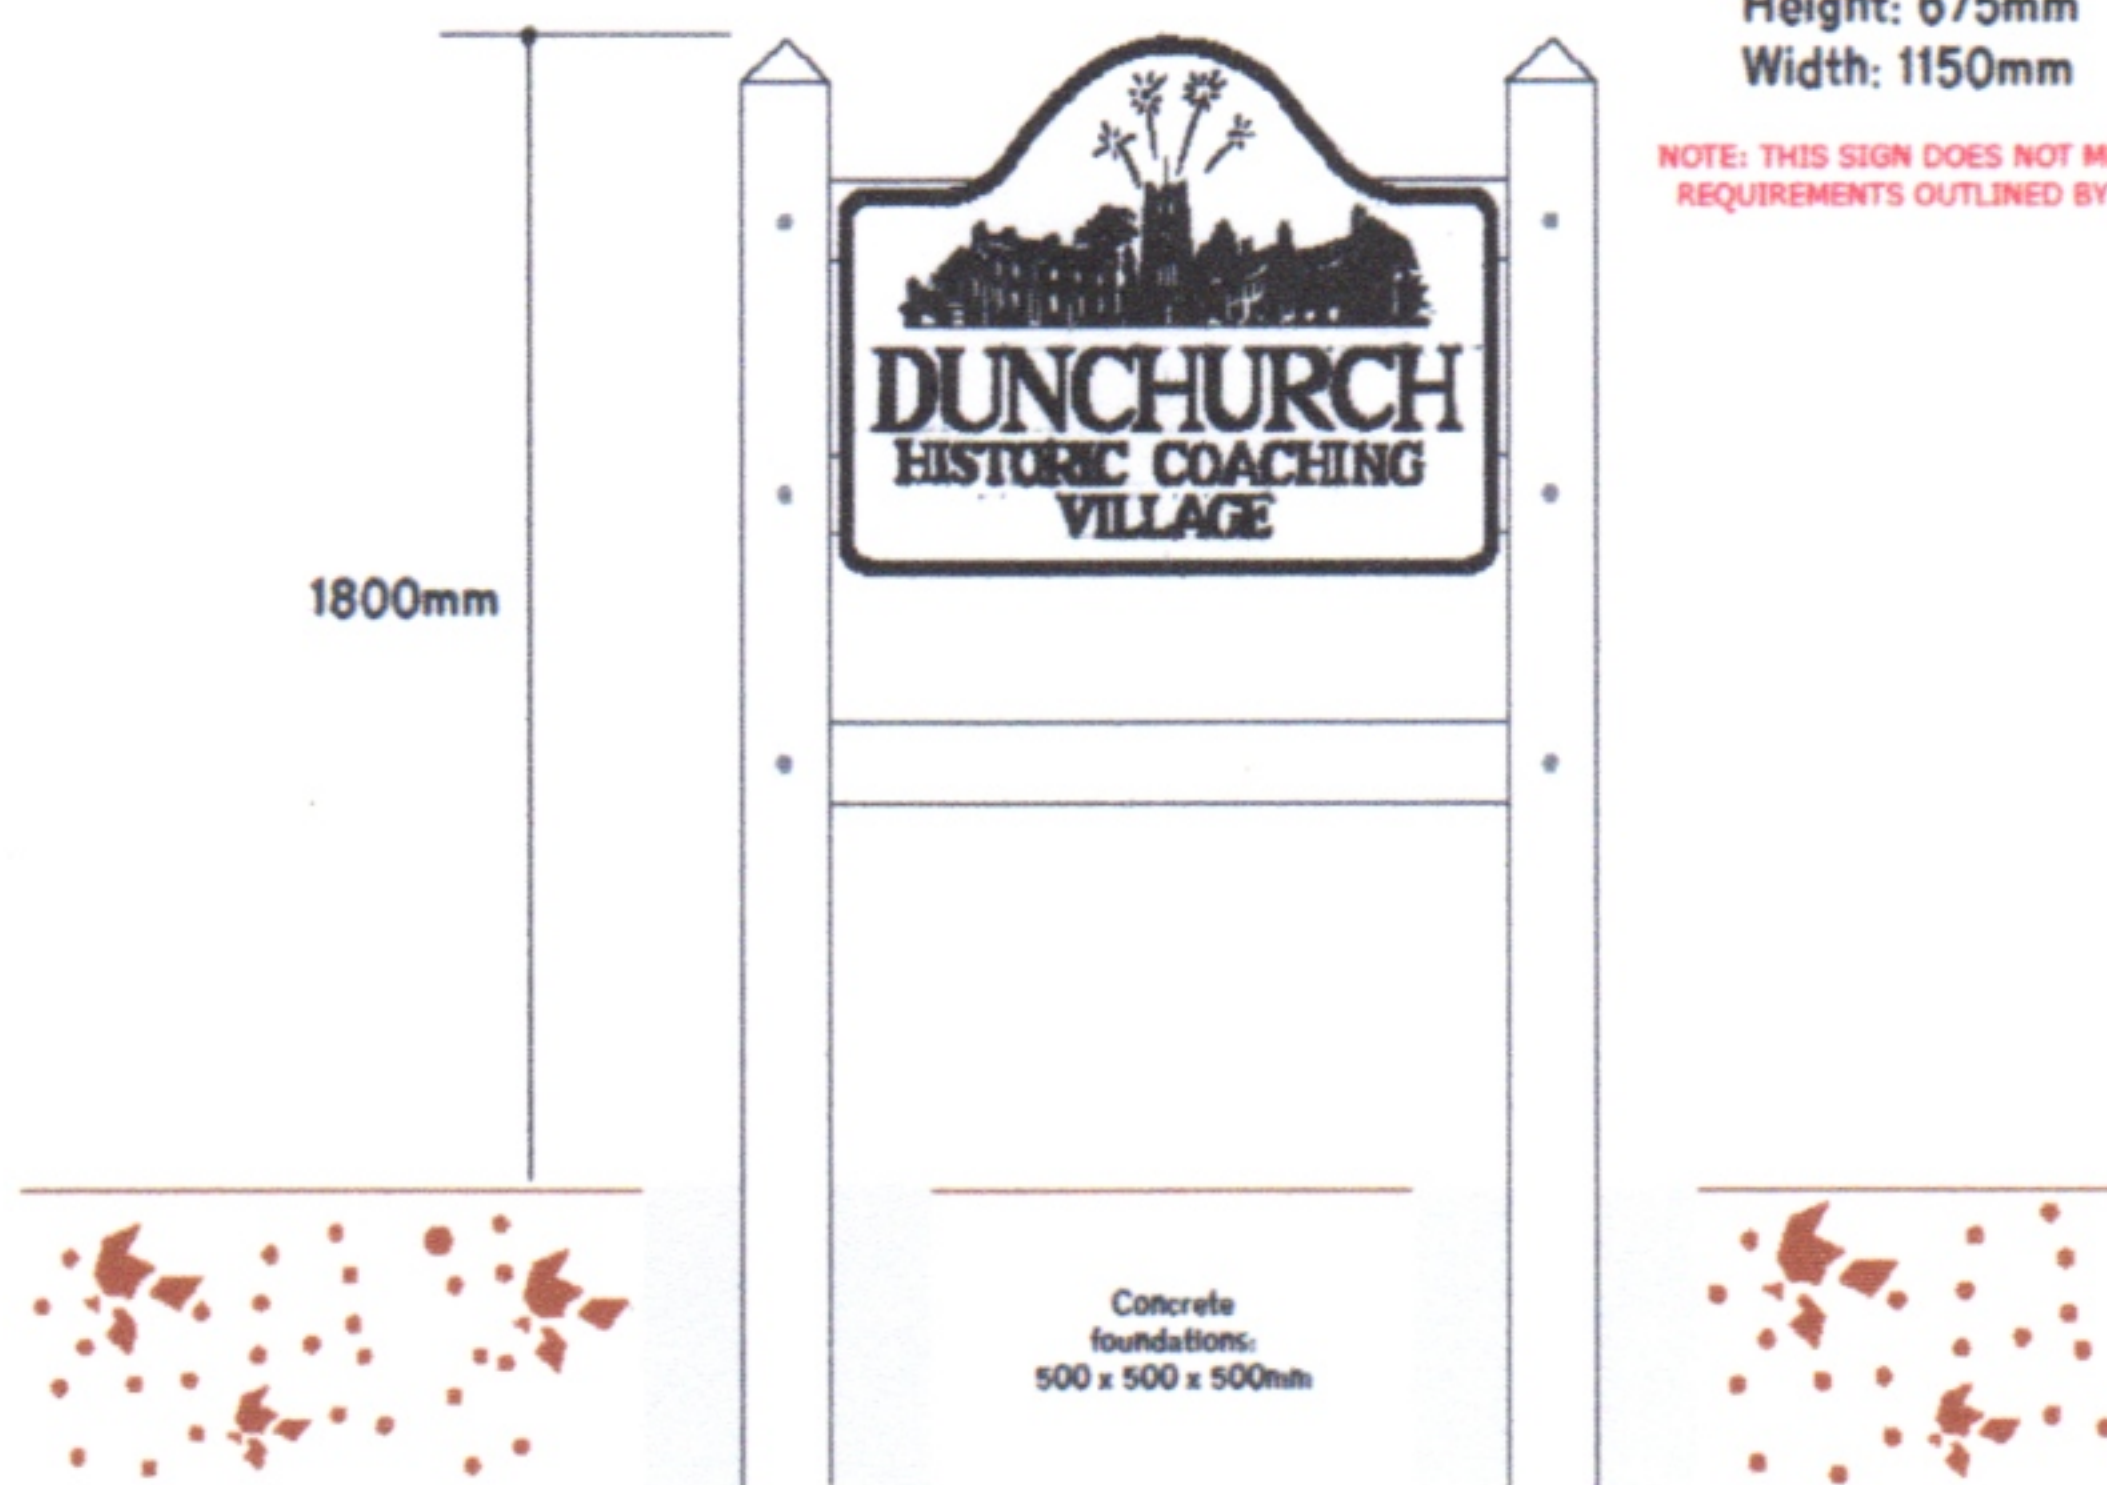 Height: 675mm
Width: 1150mm
NOTE: THIS SIGN DOES NOT
REQUIREMENTS OUTLINED BY
DUNCHURCH
HISTORIC COACHING
VILLAGE
1800mm
Concrete
foundations:
500 x 500 x 500mm